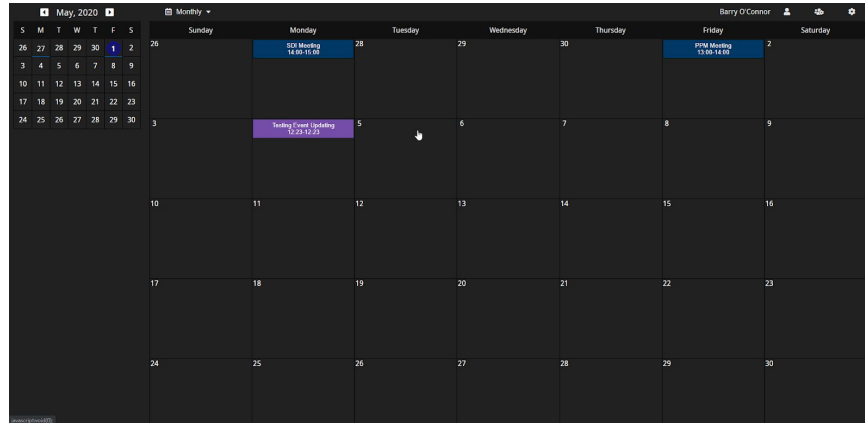 May, 2020
Monthly
Barry O'Connor
S M T W T F S
26 27 28 29 30 1 2
3 4 5 6 7 8 9
10 11 12 13 14 15 16
17 18 19 20 21 22 23
24 25 26 27 28 29 30
Sunday Monday Tuesday Wednesday Thursday Friday Saturday
26 SDI Meeting 28 29 30 PPM Meeting 2
14:00-15:00 13:00-14:00
3 Testing Event Updating 5 6 7 8 9
12:23-12:23
10 11 12 13 14 15 16
17 18 19 20 21 22 23
24 25 26 27 28 29 30